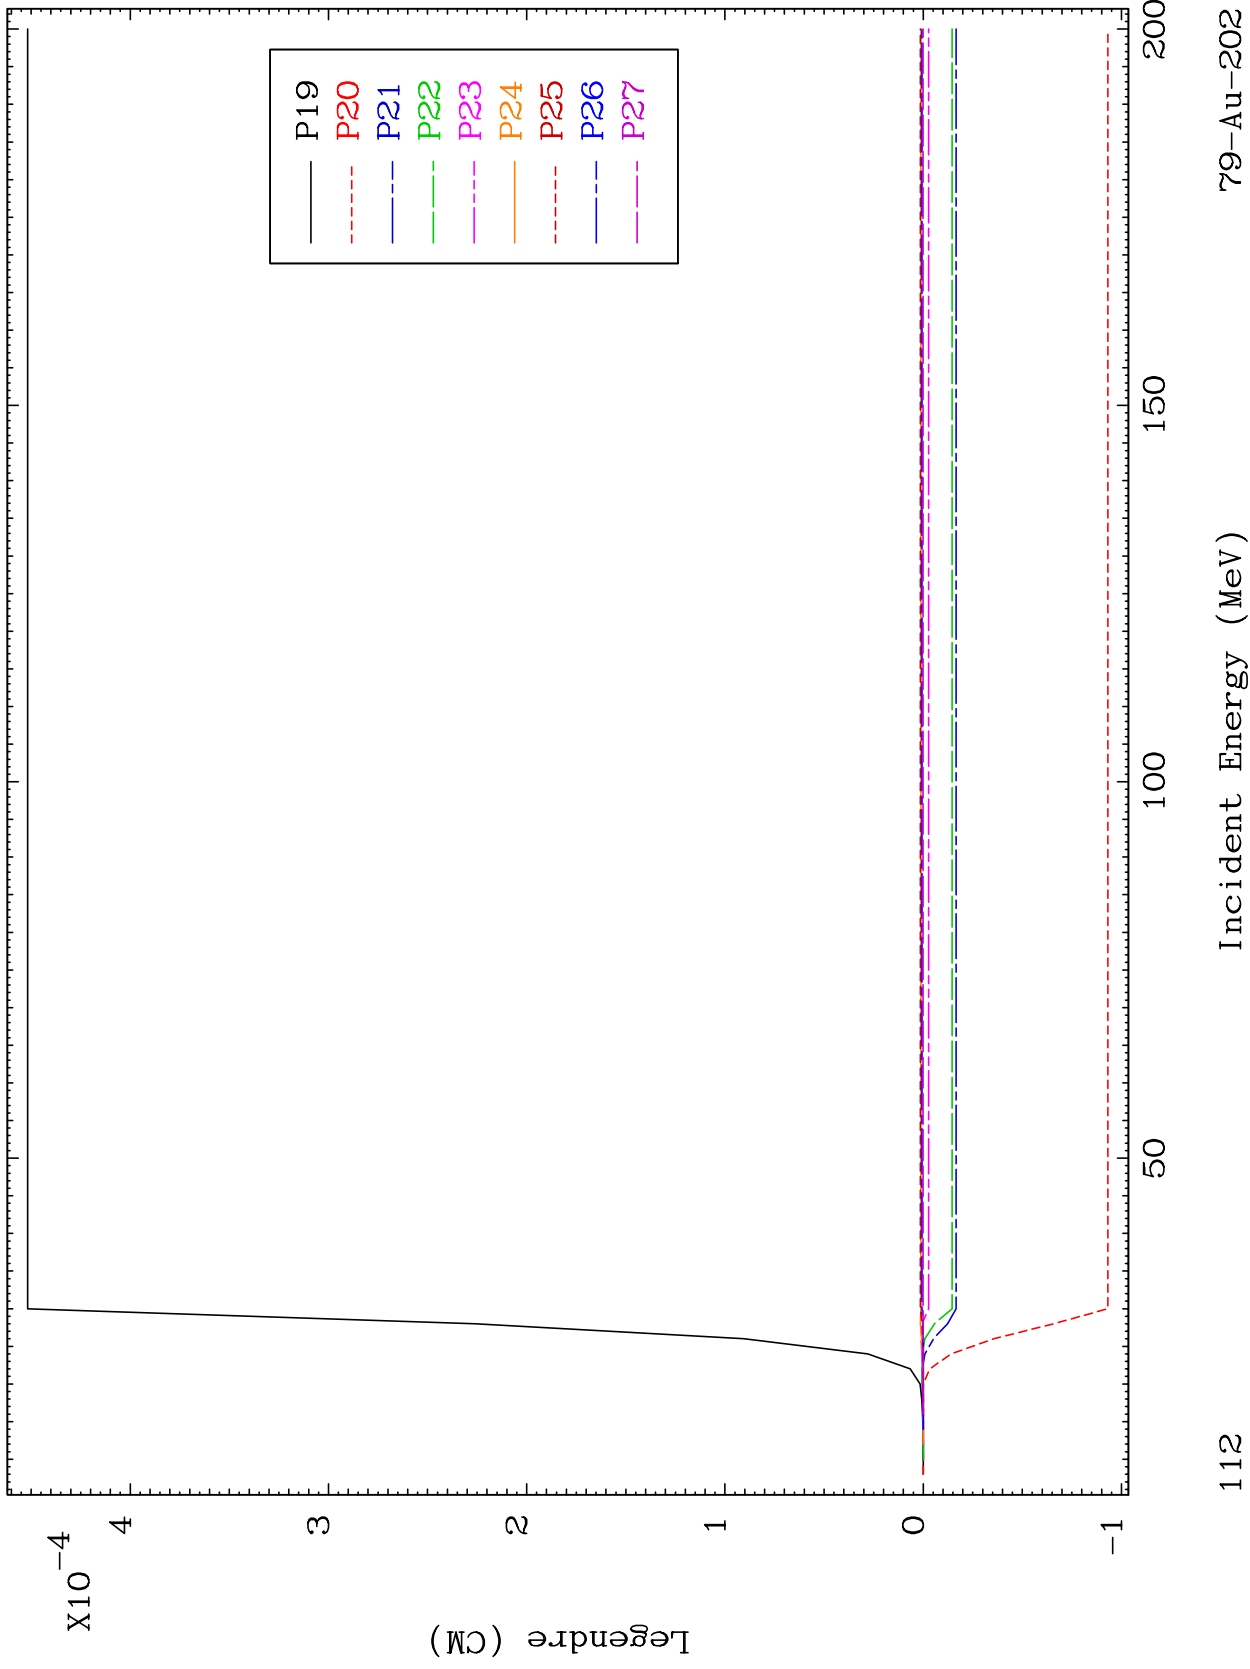 X10-4
4
3
2
1
0
-1
Legendre (CM)
P19
P20
P21
P22
P23
P24
P25
P26
P27
50
100
150
200
112
Incident Energy (MeV)
79-Au-202